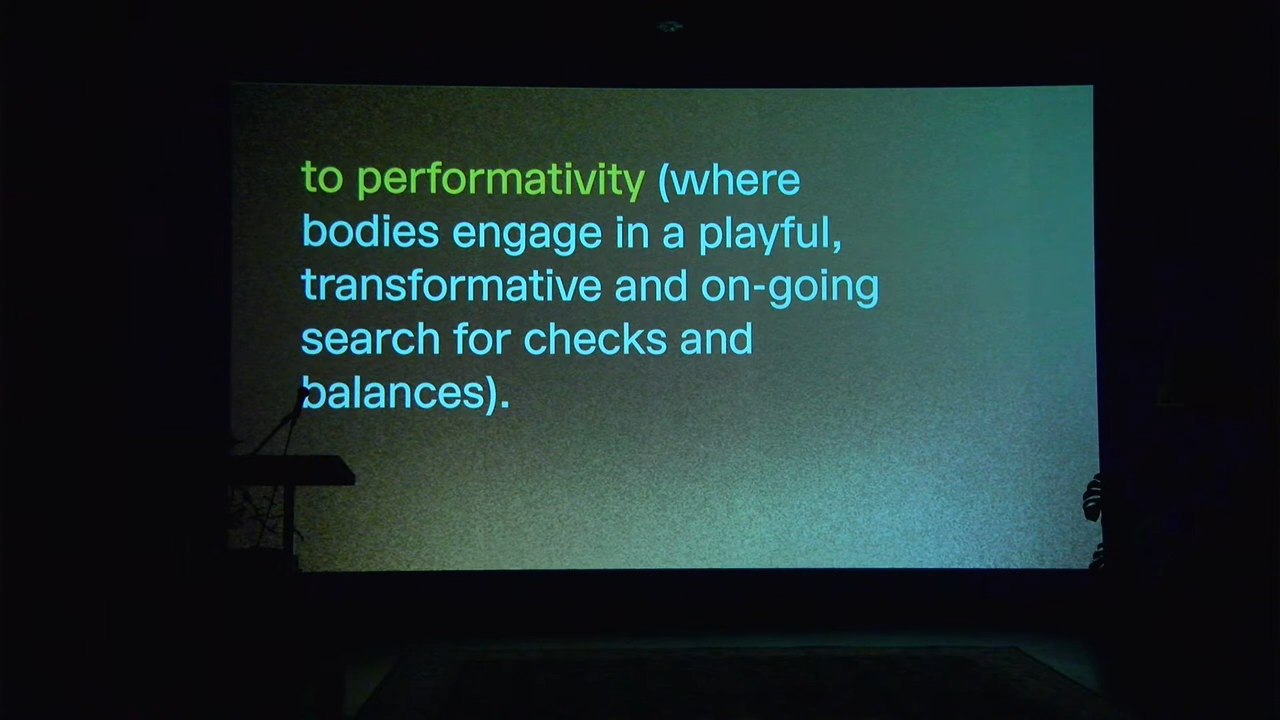 to performativity (where
bodies engage in a playful,
transformative and on-going
search for checks and
balances).